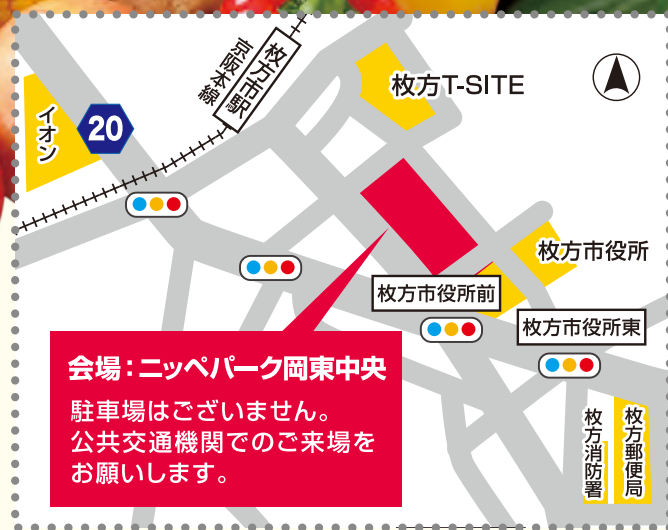 枚方市駅
京阪本線
枚方T-SITE
イオン
20
枚方市役所
枚方市役所前
枚方市役所東
会場：ニッペパーク岡東中央
駐車場はございません。
公共交通機関でのご来場を
お願いします。
枚方消防署
枚方郵便局